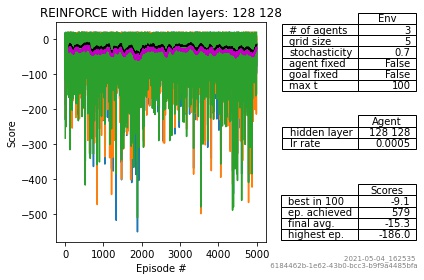 REINFORCE with Hidden layers: 128 128
Score
0
−100
−200
−300
−400
−500
0
1000
2000
3000
4000
5000
Episode #
Env
# of agents 3
grid size 5
stochasticity 0.7
agent fixed False
goal fixed False
max t 100
Agent
hidden layer 128 128
lr rate 0.0005
Scores
best in 100 -9.1
ep. achieved 579
final avg. -15.3
highest ep. -186.0
2021-05-04_162535
6184462b-1e62-43b0-bcc3-b9f9a4485bfa